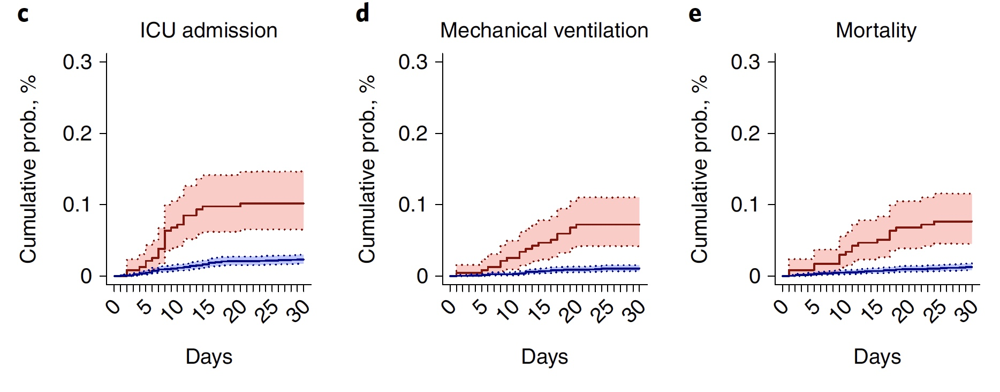 c
ICU admission
Cumulative prob., %
0.3
0.2
0.1
0
0 5 10 15 20 25 30
Days
d
Mechanical ventilation
Cumulative prob., %
0.3
0.2
0.1
0
0 5 10 15 20 25 30
Days
e
Mortality
Cumulative prob., %
0.3
0.2
0.1
0
0 5 10 15 20 25 30
Days